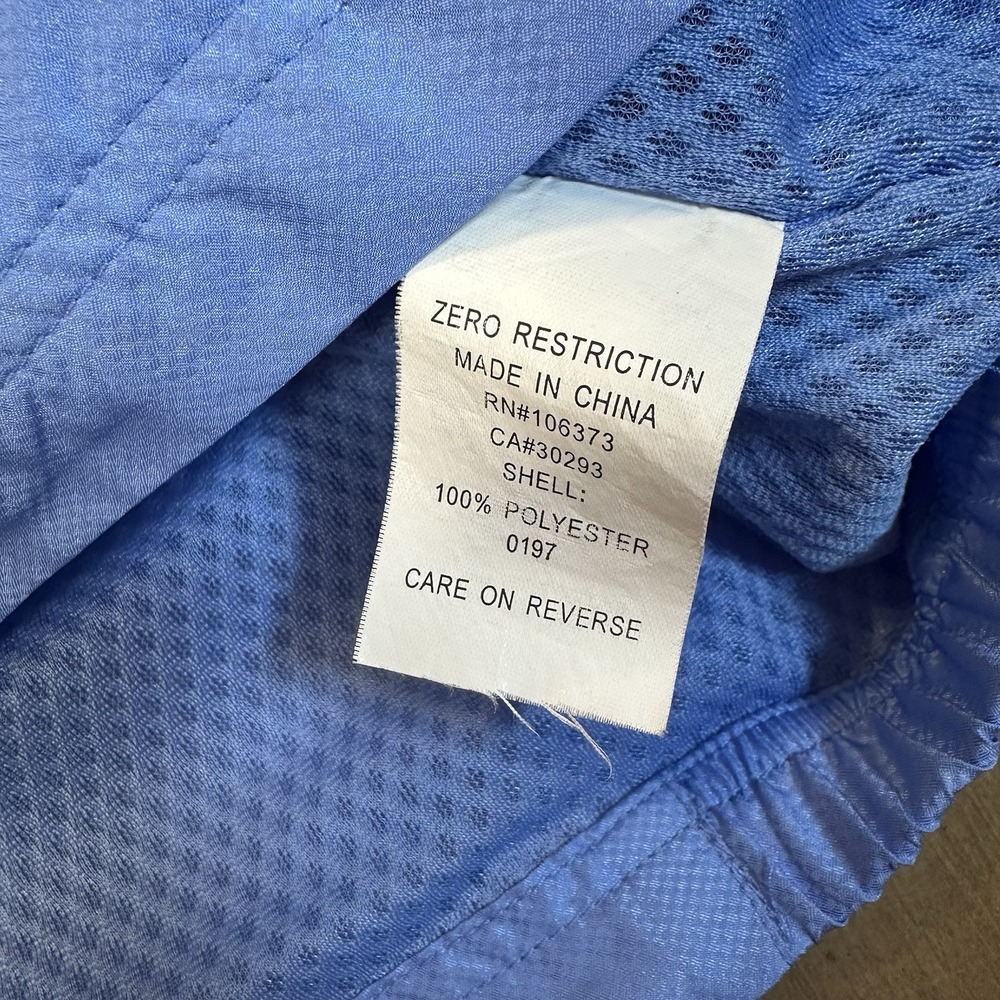 ZERO RESTRICTION
MADE IN CHINA
RN#106373
CA#30293
SHELL:
100% POLYESTER
0197
CARE ON REVERSE